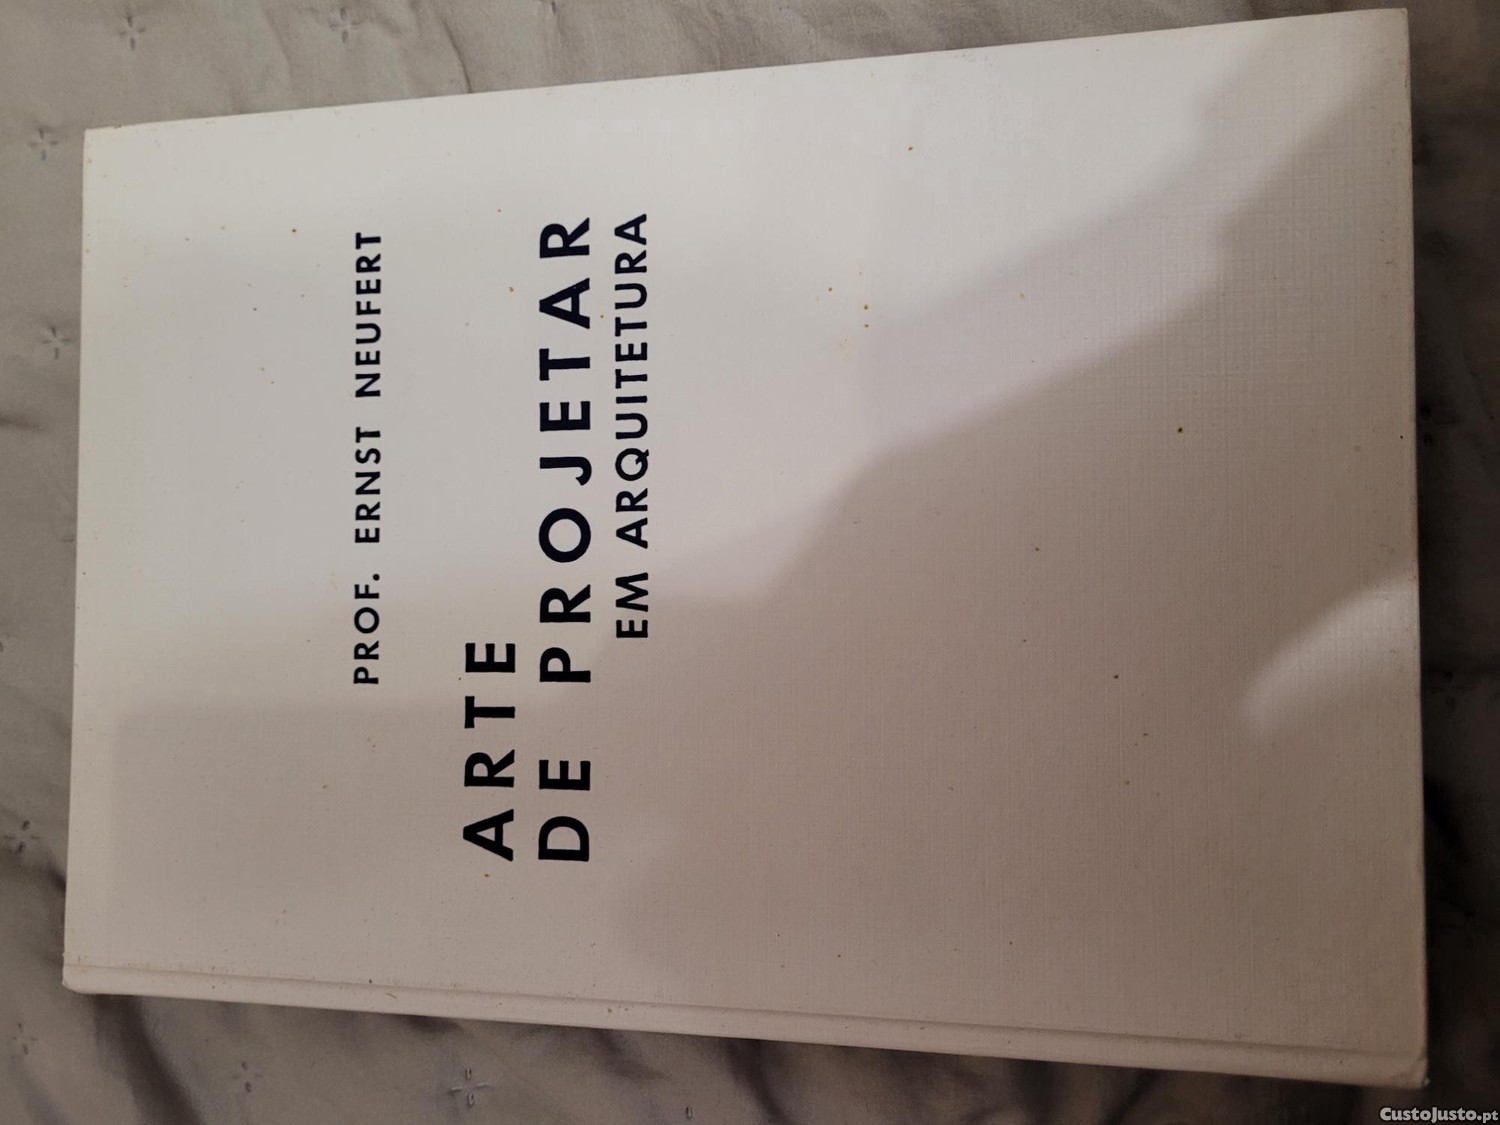 PROF. ERNST NEUFERT
ARTE
DE PROJETAR
EM ARQUITETURA
CustoJusto.pt